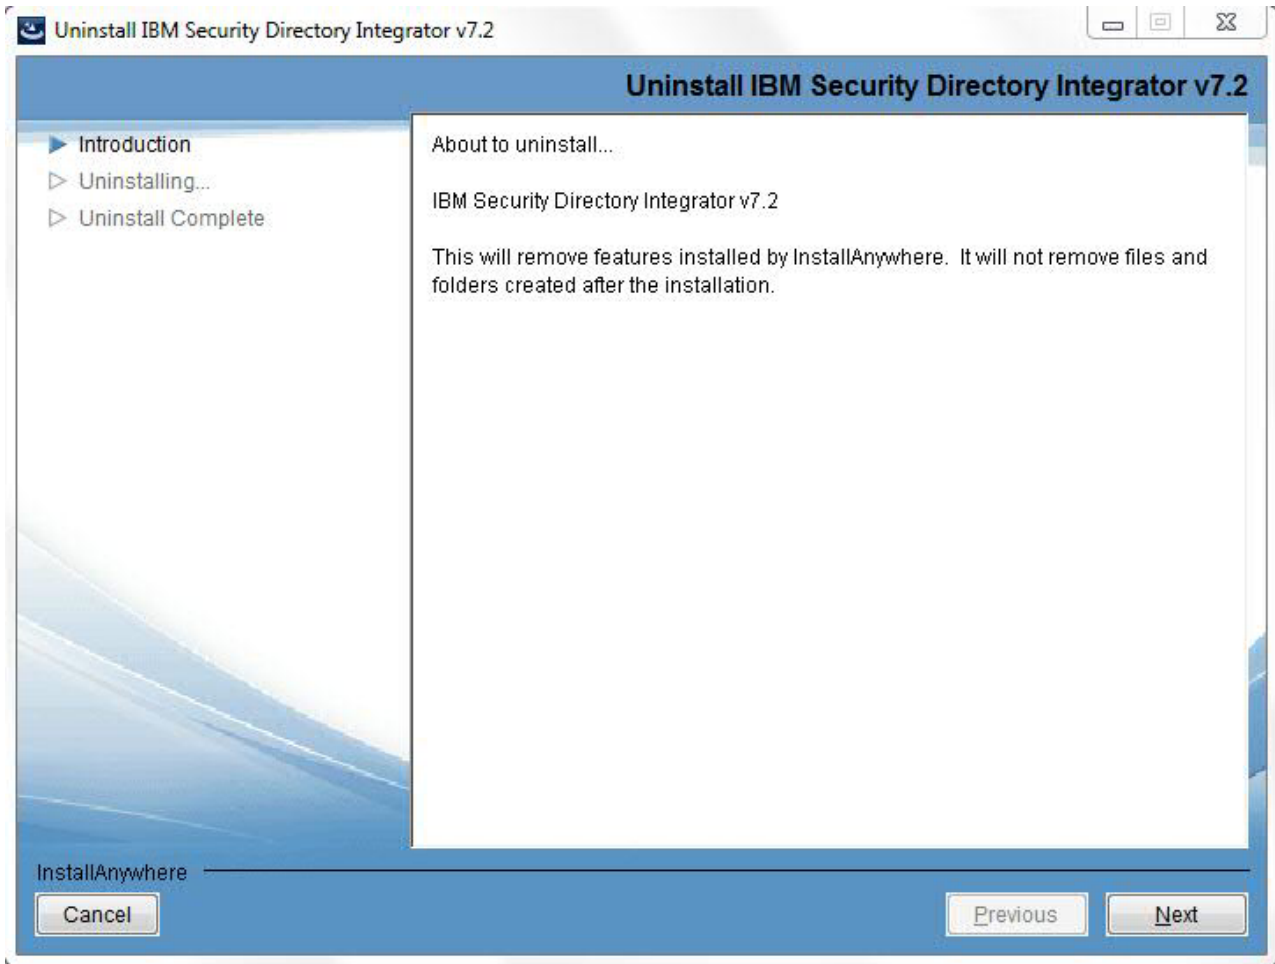 Uninstall IBM Security Directory Integrator v7.2
Uninstall IBM Security Directory Integrator v7.2
Introduction
Uninstalling...
Uninstall Complete
About to uninstall...
IBM Security Directory Integrator v7.2
This will remove features installed by InstallAnywhere.  It will not remove files and
folders created after the installation.
InstallAnywhere
Cancel
Previous
Next